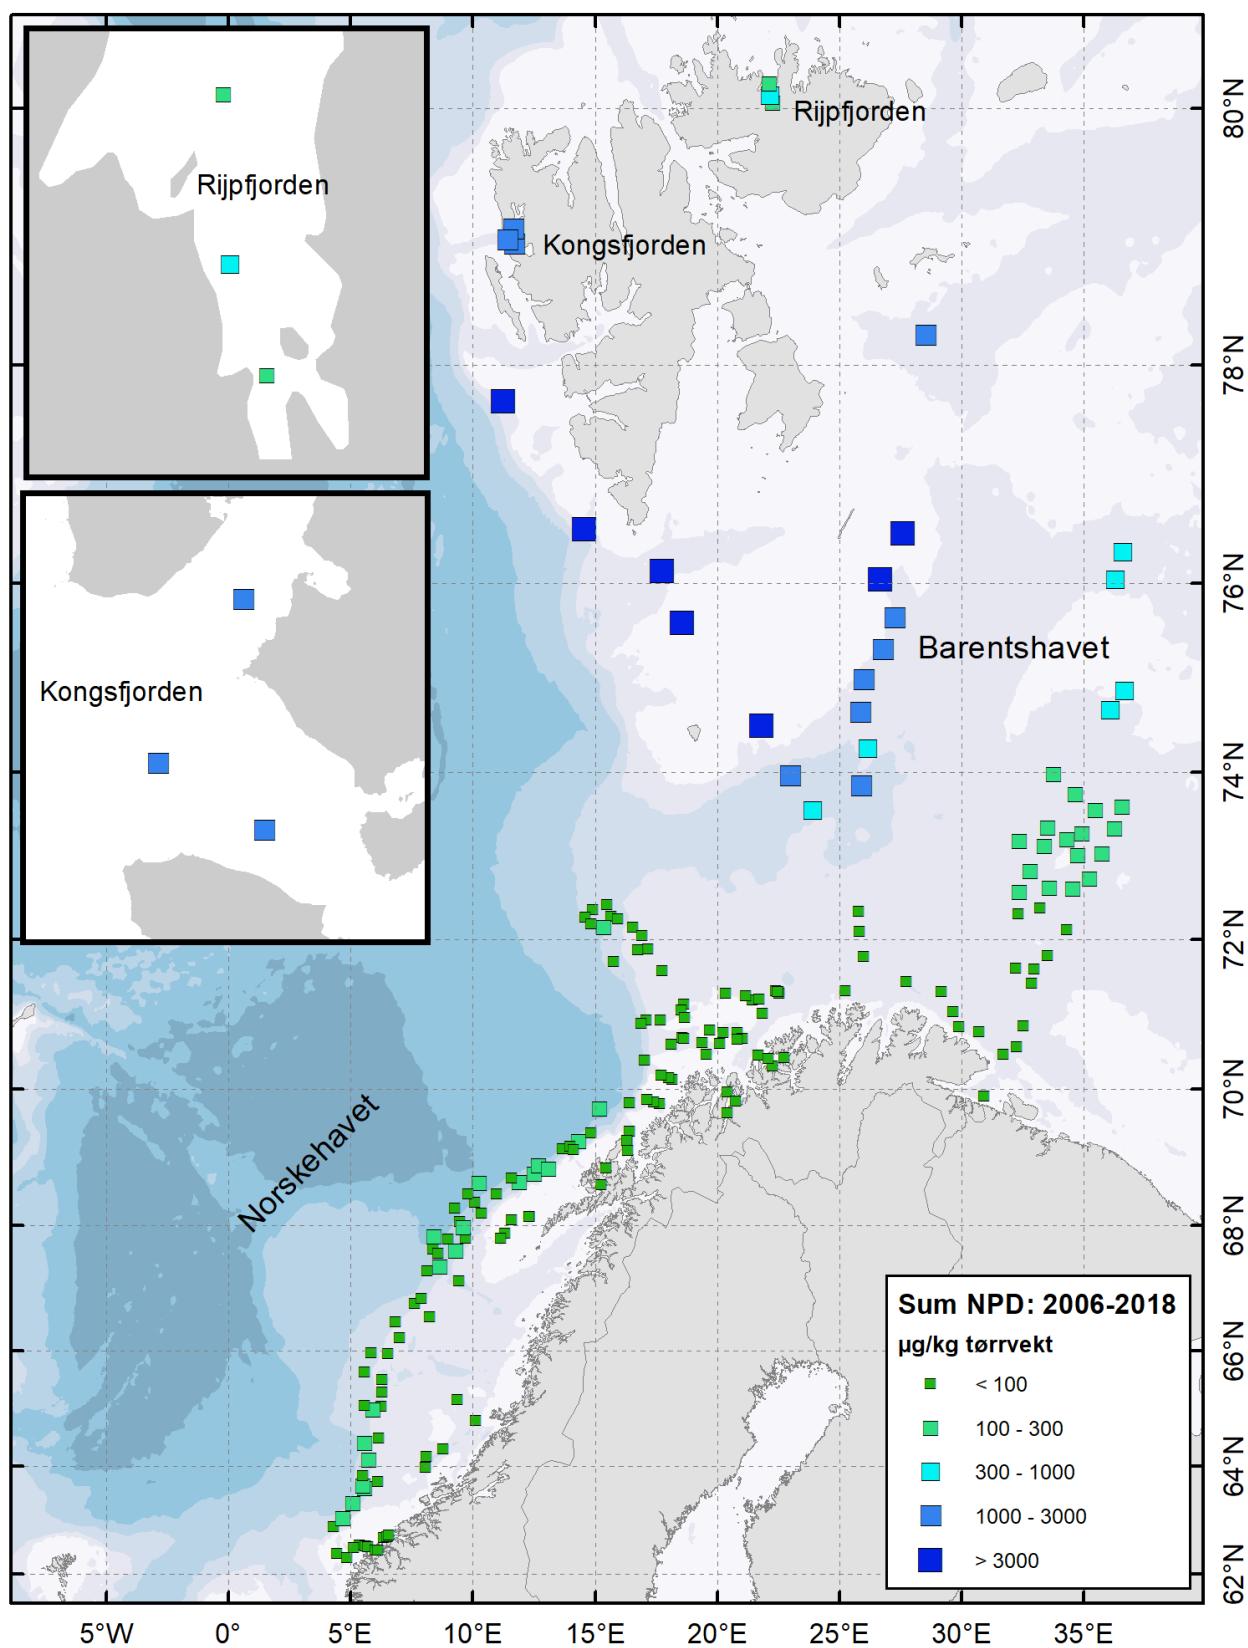 Rijpfjorden
Kongsfjorden
Rijpfjorden
Kongsfjorden
Barentshavet
Norskehavet
Sum NPD: 2006-2018
µg/kg tørrvekt
< 100
100 - 300
300 - 1000
1000 - 3000
> 3000
80°N
78°N
76°N
74°N
72°N
70°N
68°N
66°N
64°N
62°N
5°W 0° 5°E 10°E 15°E 20°E 25°E 30°E 35°E